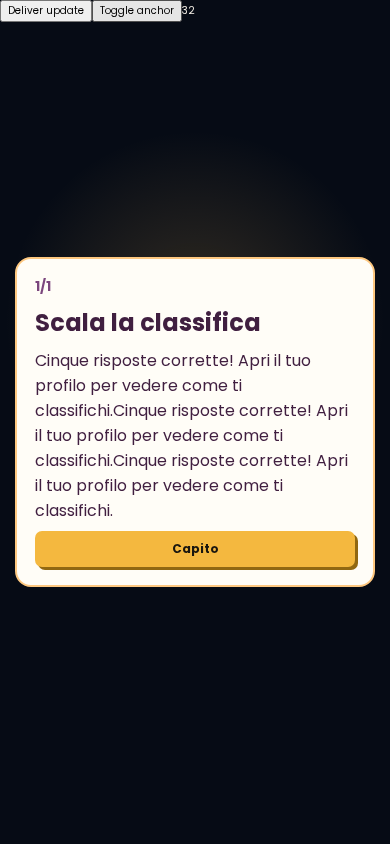 Deliver update Toggle anchor 32
1/1
Scala la classifica
Cinque risposte corrette! Apri il tuo
profilo per vedere come ti
classifichi.Cinque risposte corrette! Apri
il tuo profilo per vedere come ti
classifichi.Cinque risposte corrette! Apri
il tuo profilo per vedere come ti
classifichi.
Capito